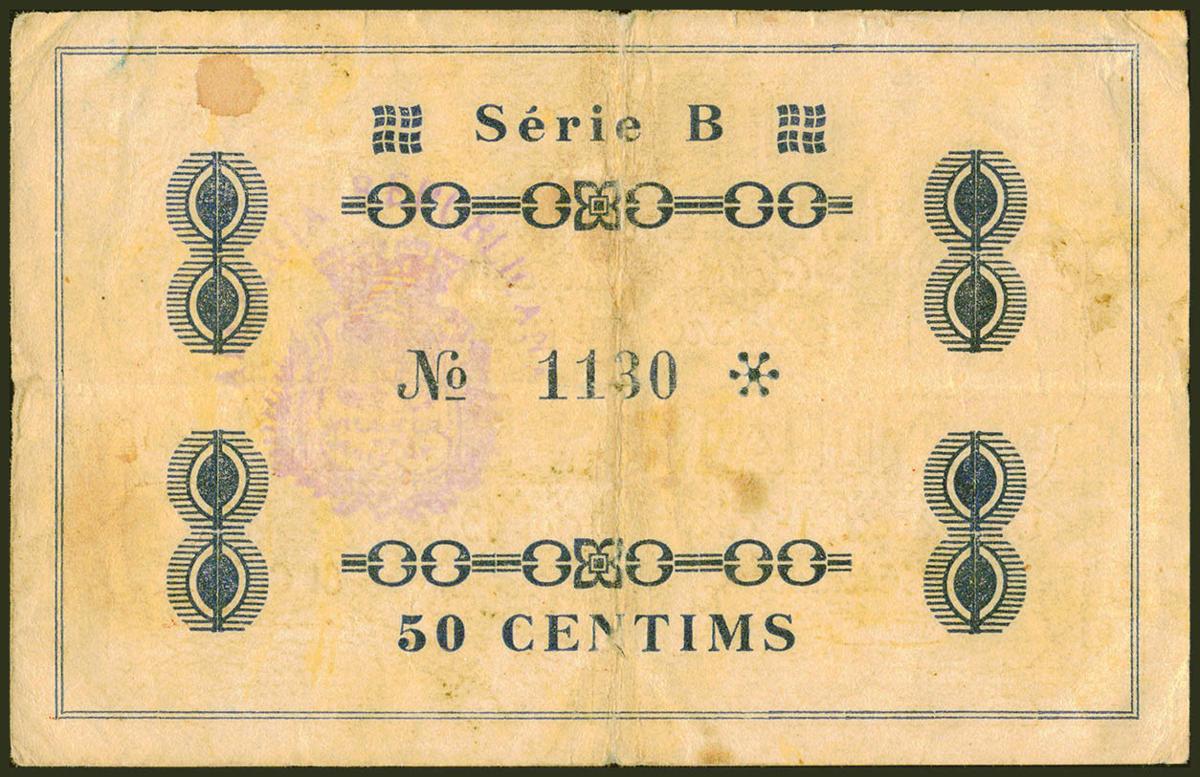 Série B
№ 1130
50 CENTIMS